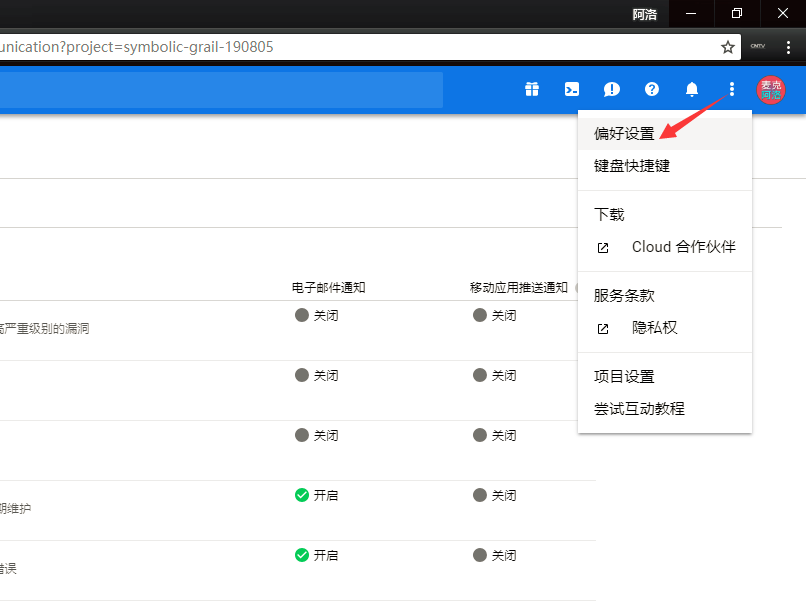 阿洛
unication?project=symbolic-grail-190805
CMTV
麦克
阿洛
偏好设置
键盘快捷键
下载
Cloud 合作伙伴
服务条款
隐私权
项目设置
尝试互动教程
电子邮件通知 移动应用推送通知
关闭 关闭
高严重级别的漏洞
关闭 关闭
关闭 关闭
开启 关闭
期维护
开启 关闭
错误